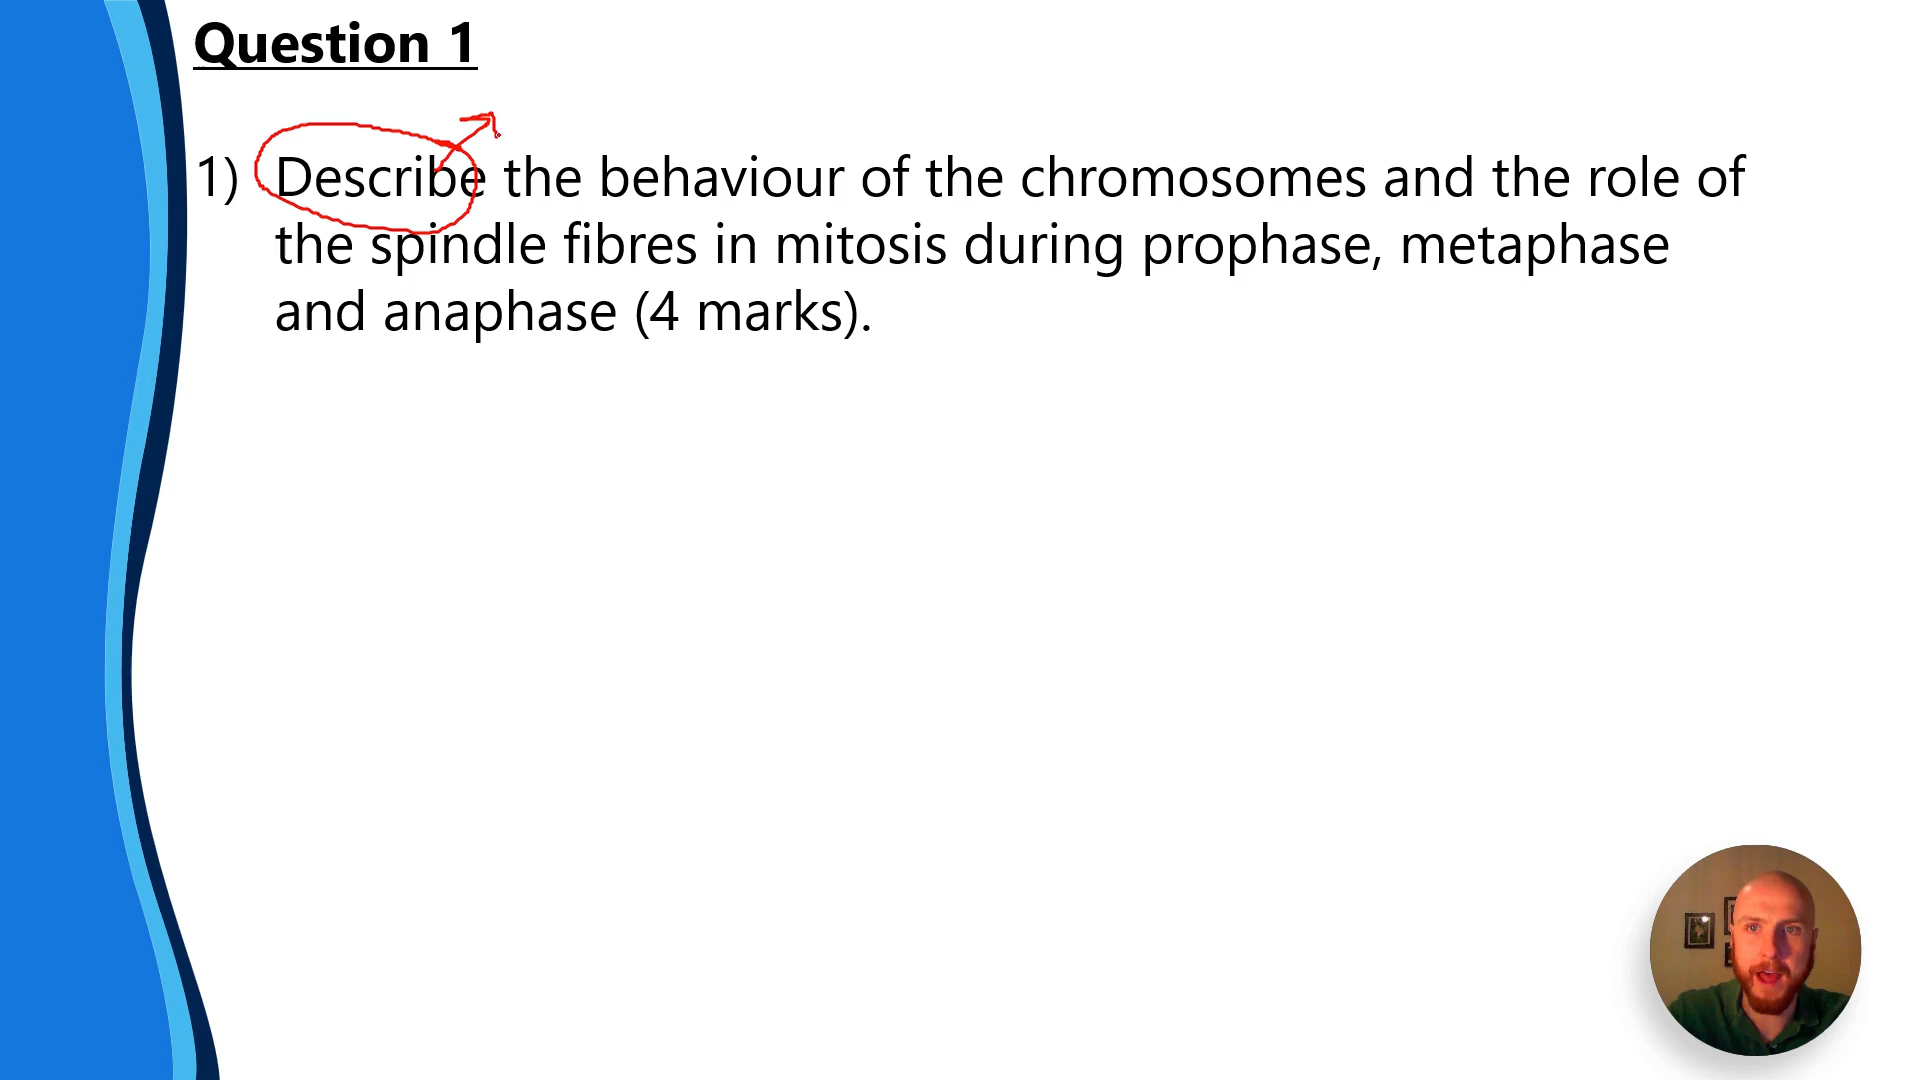 Question 1
1) Describe the behaviour of the chromosomes and the role of
the spindle fibres in mitosis during prophase, metaphase
and anaphase (4 marks).